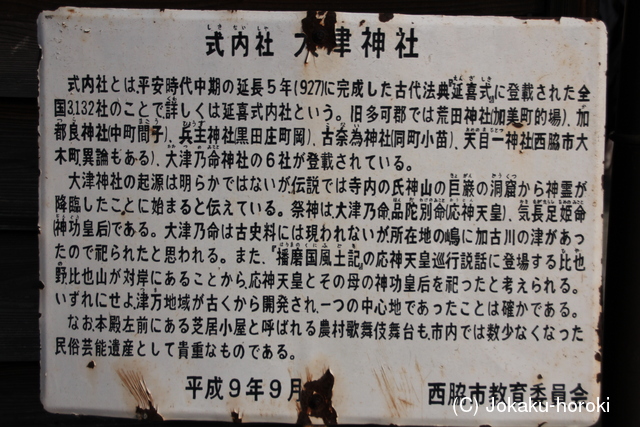 式内社 大津神社
式内社とは、平安時代中期の延長5年(927)に完成した古代法典『延喜式』に登載された全
国3,132社のことで詳しくは延喜式内社という。旧多可郡では荒田神社(加美町的場)、加
都良神社(中町間子)、兵主神社(黒田庄町岡)、古奈為神社(同町小苗)、天目一神社(西脇市大
木町、異論もある)、大津乃命神社の6社が登載されている。
大津神社の起源は明らかではないが、伝説では寺内の氏神山の巨巌の洞窟から神霊が
降臨したことに始まると伝えている。祭神は、大津乃命、品陀別命(応神天皇)、気長足姫命
(神功皇后)である。大津乃命は古史料には現われないが、所在地の嶋に加古川の津があっ
たので祀られたと思われる。また、『播磨国風土記』の応神天皇巡行説話に登場する比也
野、比也山が対岸にあることから、応神天皇とその母の神功皇后を祀ったと考えられる。
いずれにせよ、津万地域が古くから開発され、一つの中心地であったことは確かである。
なお、本殿左前にある芝居小屋と呼ばれる農村歌舞伎舞台も、市内では数少なくなった
民俗芸能遺産として貴重なものである。
平成9年9月 西脇市教育委員会
(C) Jokaku-horoki